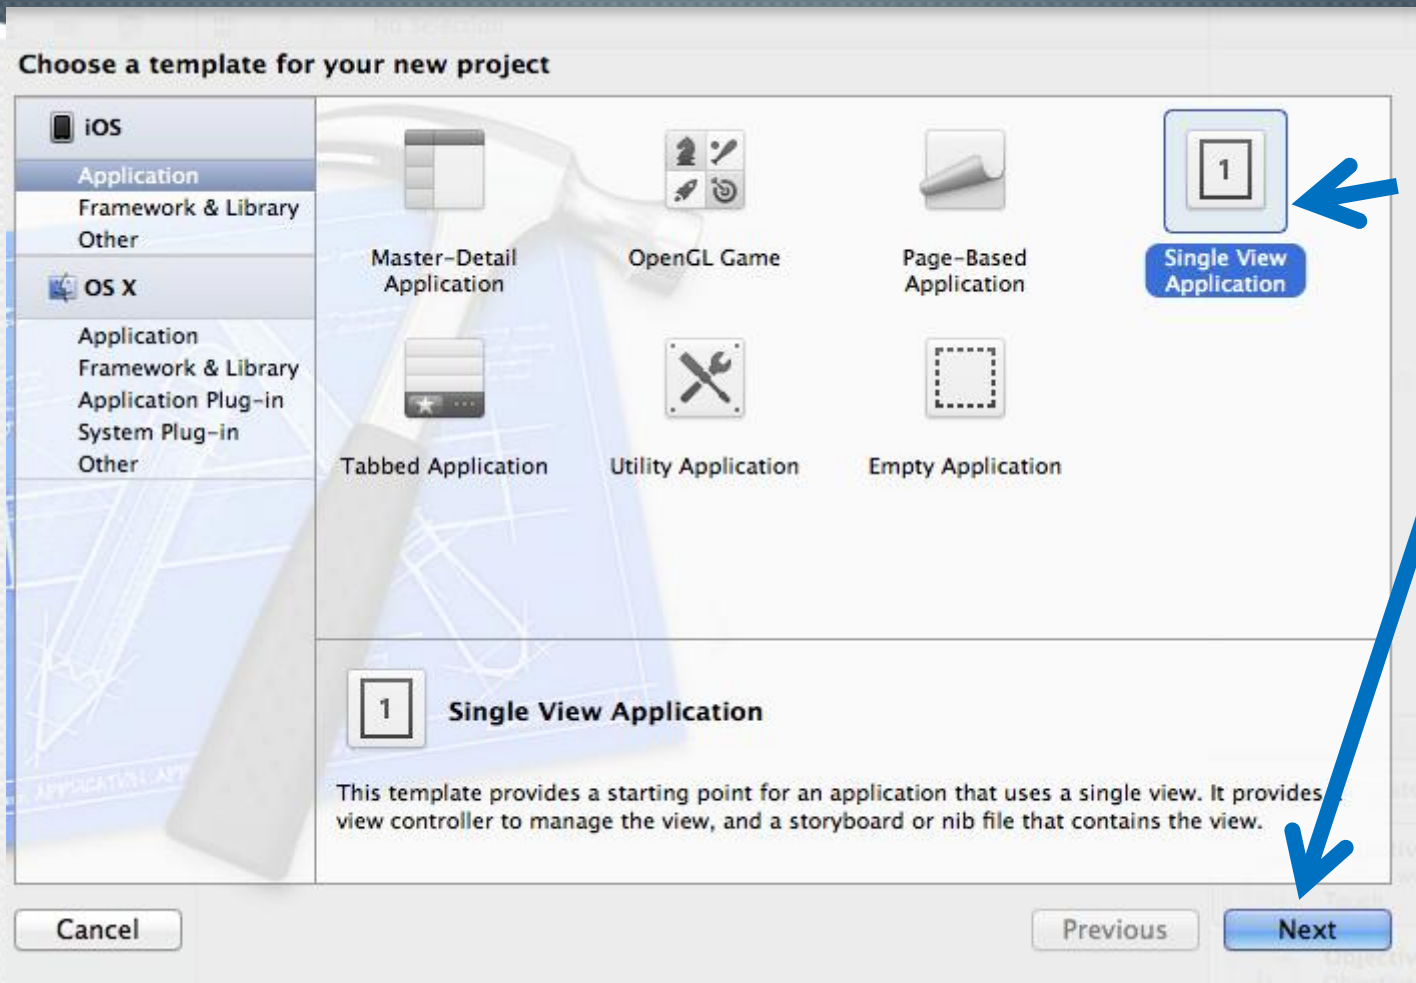 No Selection
Choose a template for your new project
iOS
Application
Framework & Library
Other
OS X
Application
Framework & Library
Application Plug-in
System Plug-in
Other
Master-Detail
Application
OpenGL Game
Page-Based
Application
1
Single View
Application
Tabbed Application
Utility Application
Empty Application
1
Single View Application
This template provides a starting point for an application that uses a single view. It provides
view controller to manage the view, and a storyboard or nib file that contains the view.
Cancel
Previous
Next